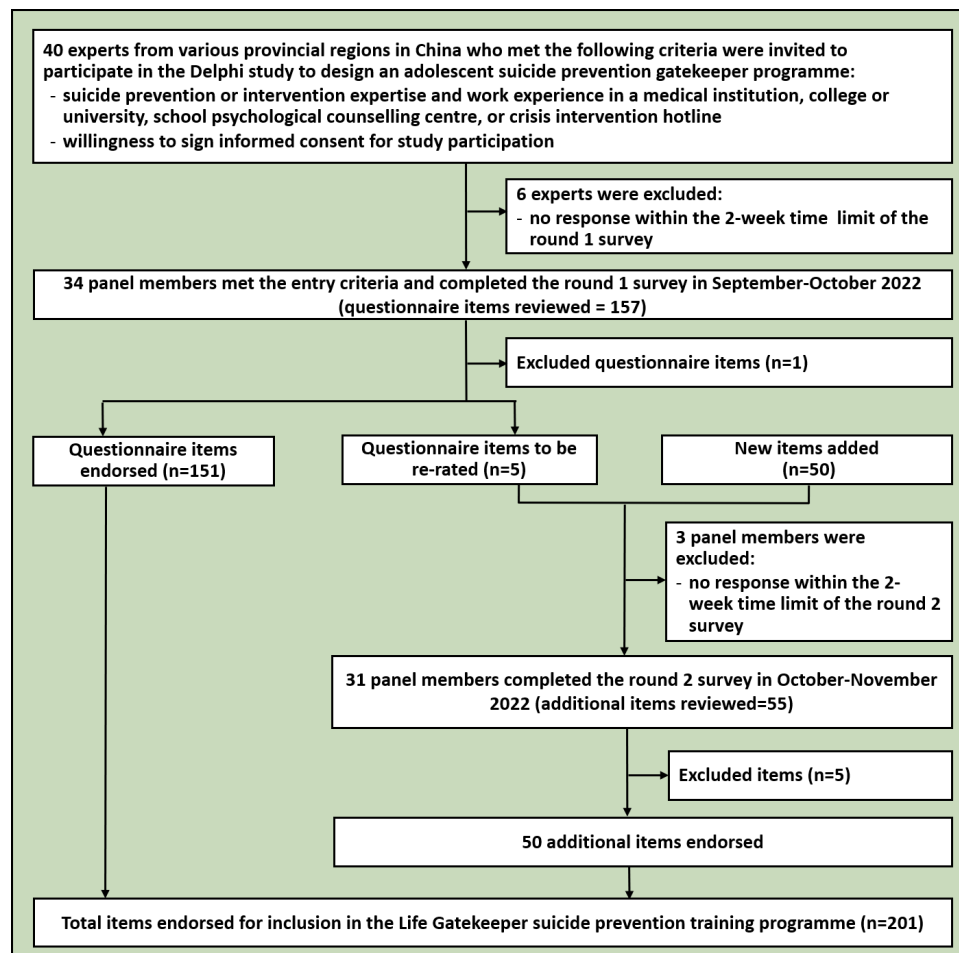 40 experts from various provincial regions in China who met the following criteria were invited to
participate in the Delphi study to design an adolescent suicide prevention gatekeeper programme:
- suicide prevention or intervention expertise and work experience in a medical institution, college or
university, school psychological counselling centre, or crisis intervention hotline
- willingness to sign informed consent for study participation
6 experts were excluded:
- no response within the 2-week time limit of the
round 1 survey
34 panel members met the entry criteria and completed the round 1 survey in September-October 2022
(questionnaire items reviewed = 157)
Excluded questionnaire items (n=1)
Questionnaire items
endorsed (n=151)
Questionnaire items to be
re-rated (n=5)
New items added
(n=50)
3 panel members were
excluded:
- no response within the 2-
week time limit of the round 2
survey
31 panel members completed the round 2 survey in October-November
2022 (additional items reviewed=55)
Excluded items (n=5)
50 additional items endorsed
Total items endorsed for inclusion in the Life Gatekeeper suicide prevention training programme (n=201)